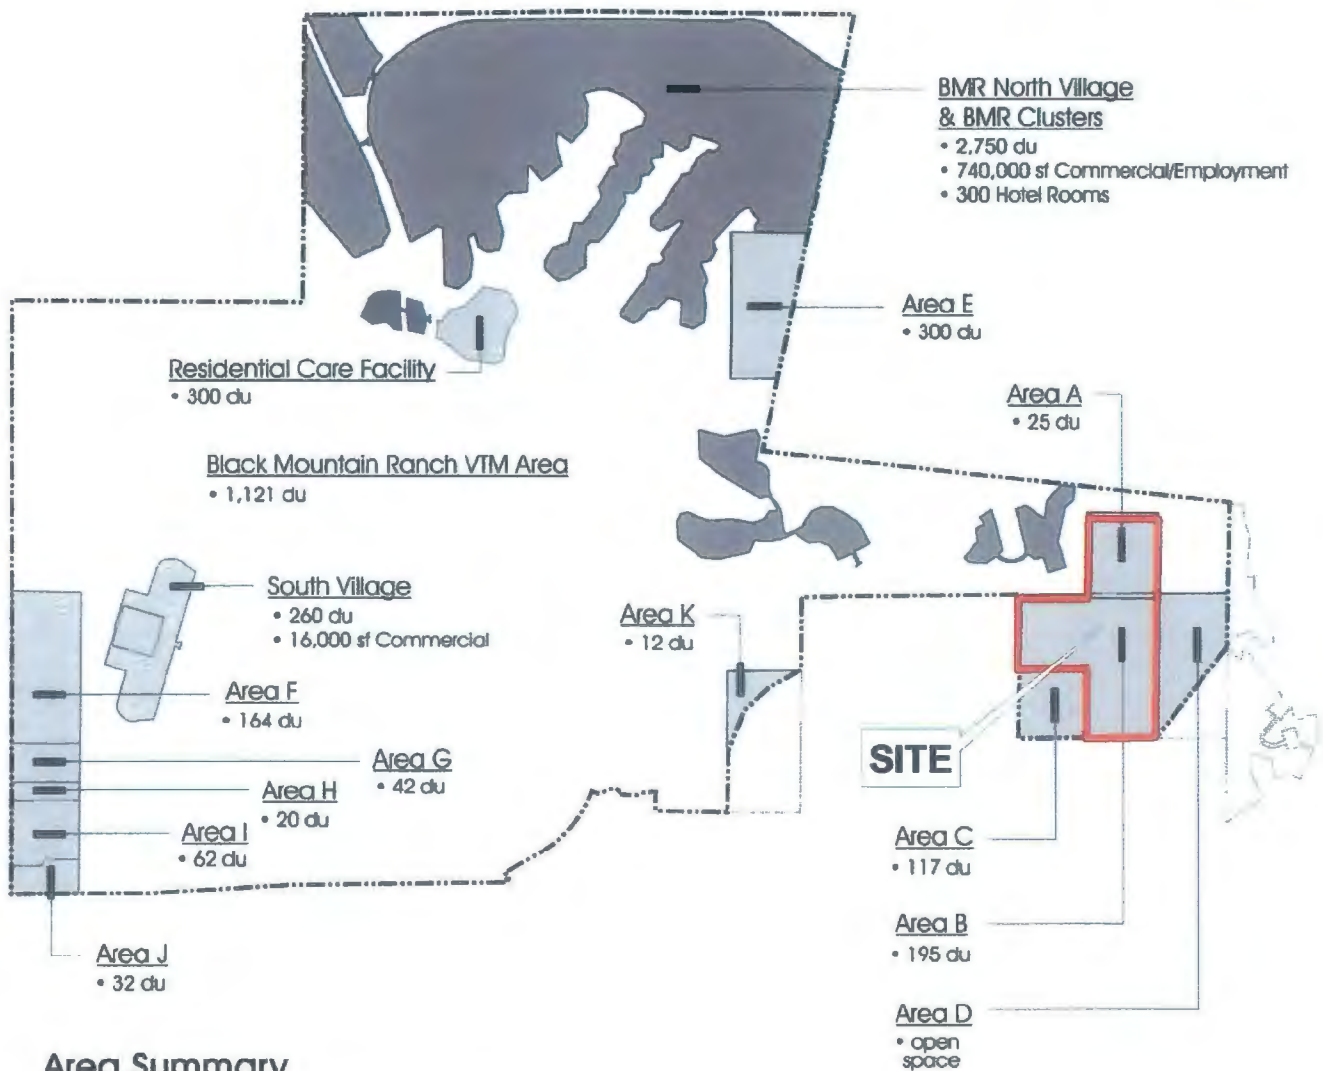 BMR North Village
& BMR Clusters
• 2,750 du
• 740,000 sf Commercial/Employment
• 300 Hotel Rooms
Area E
• 300 du
Residential Care Facility
• 300 du
Area A
• 25 du
Black Mountain Ranch VTM Area
• 1,121 du
South Village
• 260 du
• 16,000 sf Commercial
Area K
• 12 du
Area F
• 164 du
SITE
Area G
• 42 du
Area H
• 20 du
Area I
• 62 du
Area C
• 117 du
Area B
• 195 du
Area J
• 32 du
Area D
• open
space
Area Summary